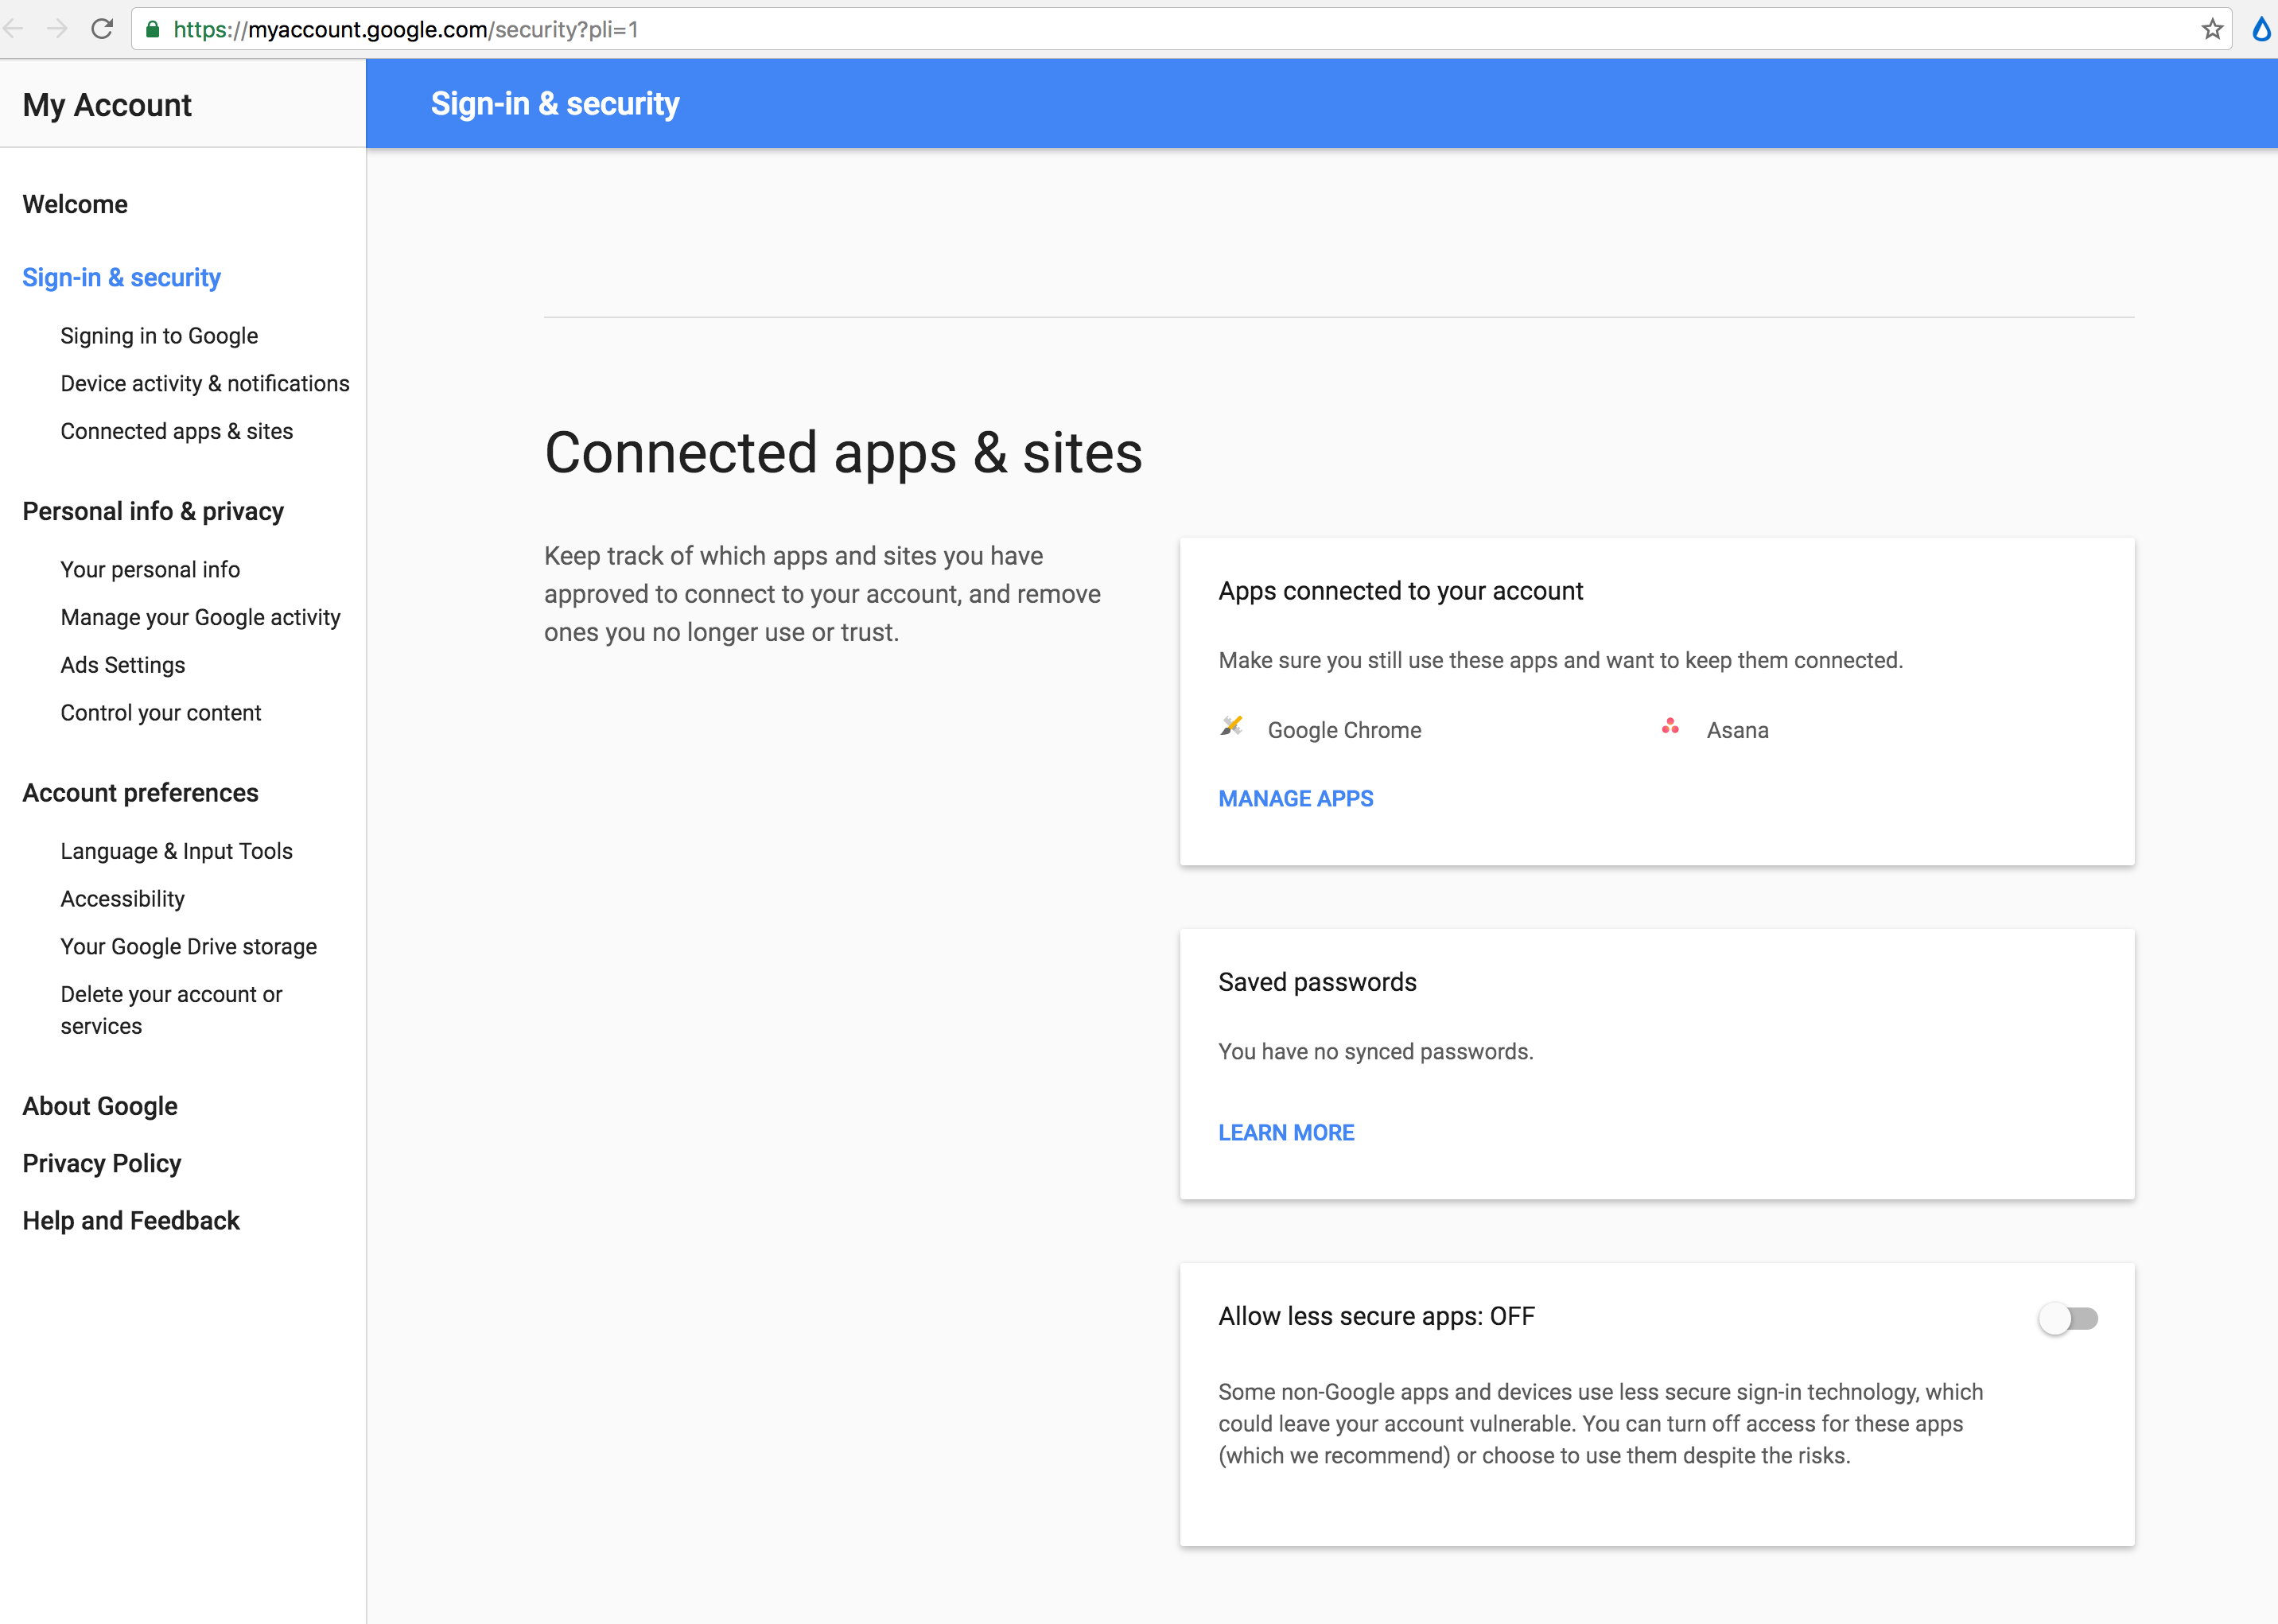 https://myaccount.google.com/security?pli=1
My Account
Sign-in & security
Welcome
Sign-in & security
Signing in to Google
Device activity & notifications
Connected apps & sites
Personal info & privacy
Your personal info
Manage your Google activity
Ads Settings
Control your content
Account preferences
Language & Input Tools
Accessibility
Your Google Drive storage
Delete your account or
services
About Google
Privacy Policy
Help and Feedback
Connected apps & sites
Keep track of which apps and sites you have
approved to connect to your account, and remove
ones you no longer use or trust.
Apps connected to your account
Make sure you still use these apps and want to keep them connected.
Google Chrome
Asana
MANAGE APPS
Saved passwords
You have no synced passwords.
LEARN MORE
Allow less secure apps: OFF
Some non-Google apps and devices use less secure sign-in technology, which
could leave your account vulnerable. You can turn off access for these apps
(which we recommend) or choose to use them despite the risks.